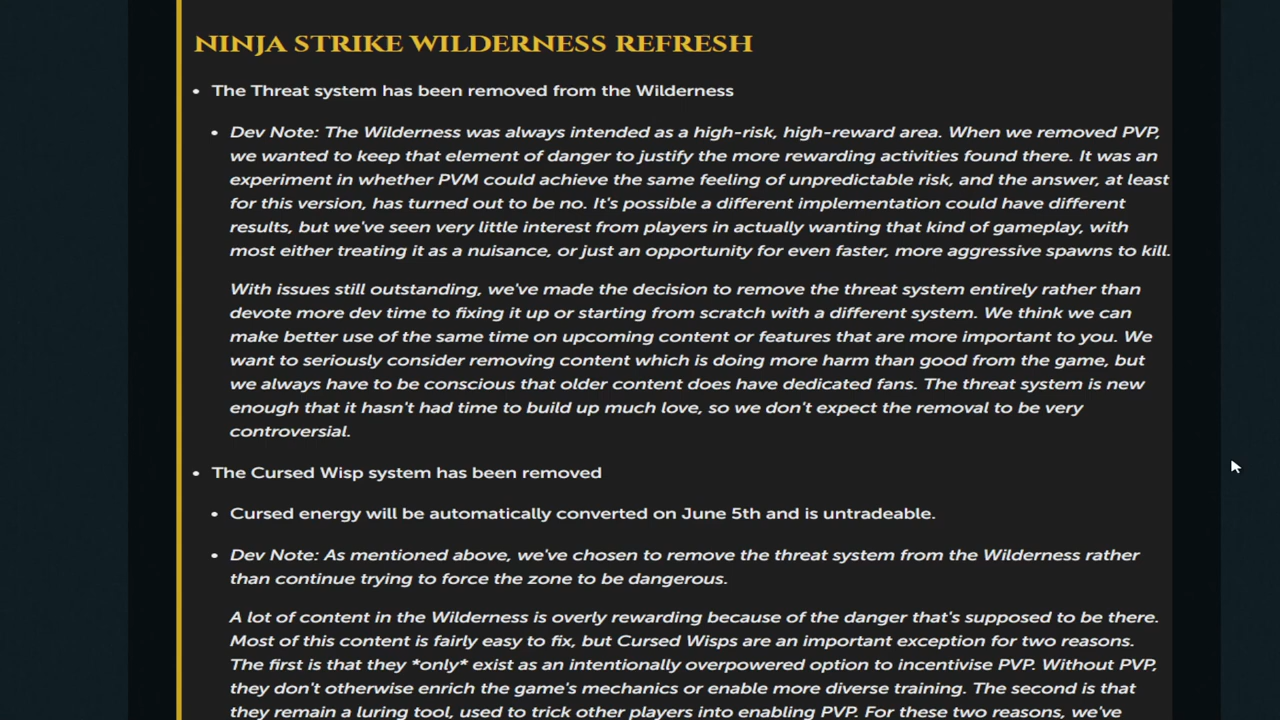 NINJA STRIKE WILDERNESS REFRESH
• The Threat system has been removed from the Wilderness
• Dev Note: The Wilderness was always intended as a high-risk, high-reward area. When we removed PVP,
we wanted to keep that element of danger to justify the more rewarding activities found there. It was an
experiment in whether PVM could achieve the same feeling of unpredictable risk, and the answer, at least
for this version, has turned out to be no. It's possible a different implementation could have different
results, but we've seen very little interest from players in actually wanting that kind of gameplay, with
most either treating it as a nuisance, or just an opportunity for even faster, more aggressive spawns to kill.
With issues still outstanding, we've made the decision to remove the threat system entirely rather than
devote more dev time to fixing it up or starting from scratch with a different system. We think we can
make better use of the same time on upcoming content or features that are more important to you. We
want to seriously consider removing content which is doing more harm than good from the game, but
we always have to be conscious that older content does have dedicated fans. The threat system is new
enough that it hasn't had time to build up much love, so we don't expect the removal to be very
controversial.
• The Cursed Wisp system has been removed
• Cursed energy will be automatically converted on June 5th and is untradeable.
• Dev Note: As mentioned above, we've chosen to remove the threat system from the Wilderness rather
than continue trying to force the zone to be dangerous.
A lot of content in the Wilderness is overly rewarding because of the danger that's supposed to be there.
Most of this content is fairly easy to fix, but Cursed Wisps are an important exception for two reasons.
The first is that they *only* exist as an intentionally overpowered option to incentivise PVP. Without PVP,
they don't otherwise enrich the game's mechanics or enable more diverse training. The second is that
they remain a luring tool, used to trick other players into enabling PVP. For these two reasons, we've